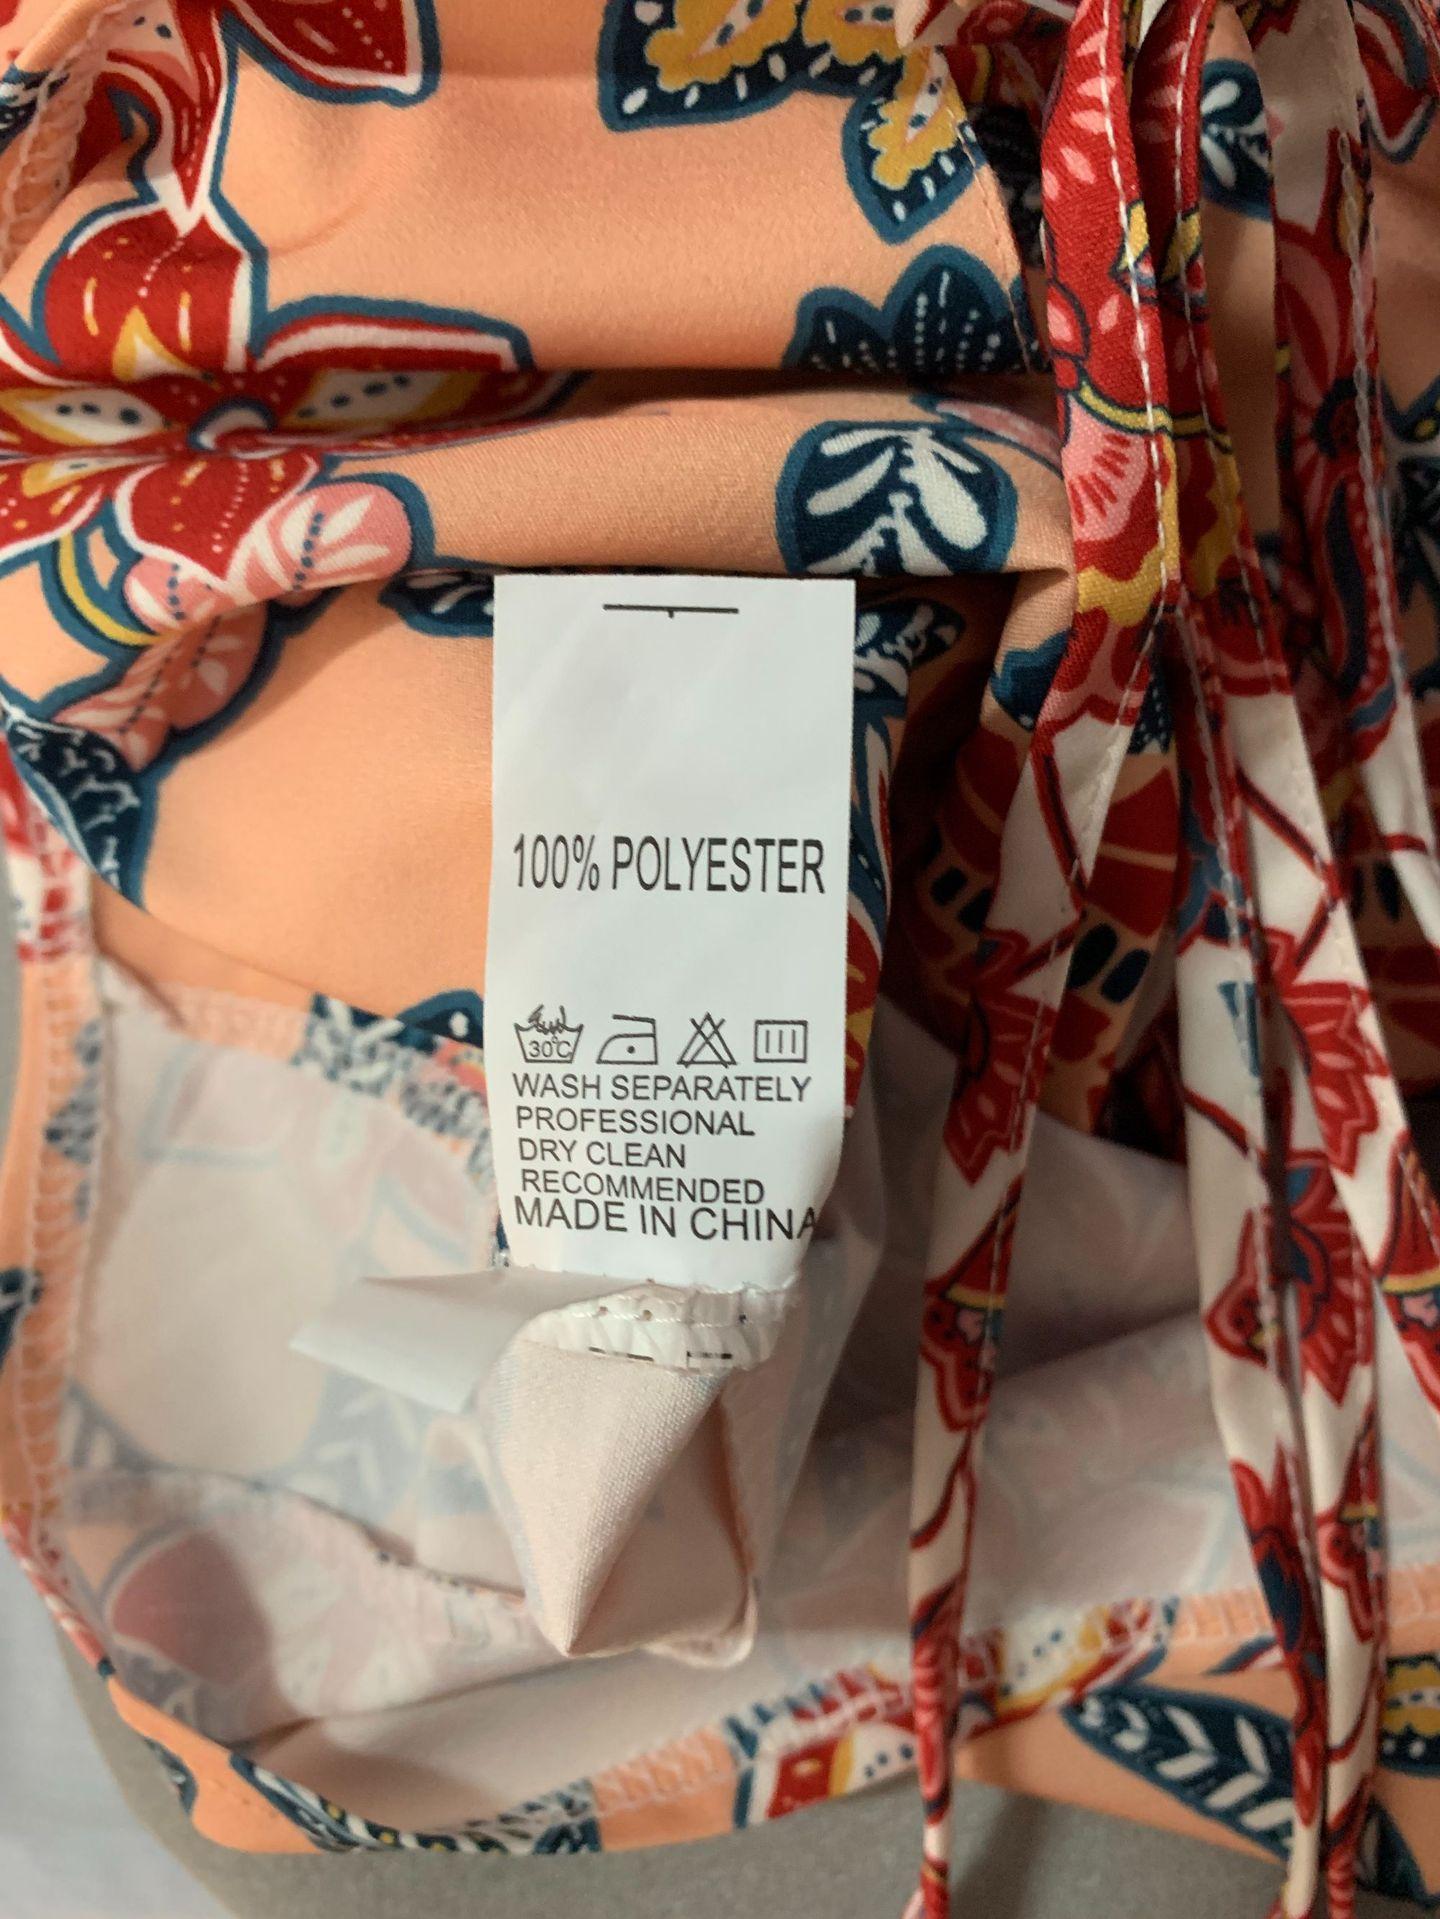 100% POLYESTER
30°C
WASH SEPARATELY
PROFESSIONAL
DRY CLEAN
RECOMMENDED
MADE IN CHINA